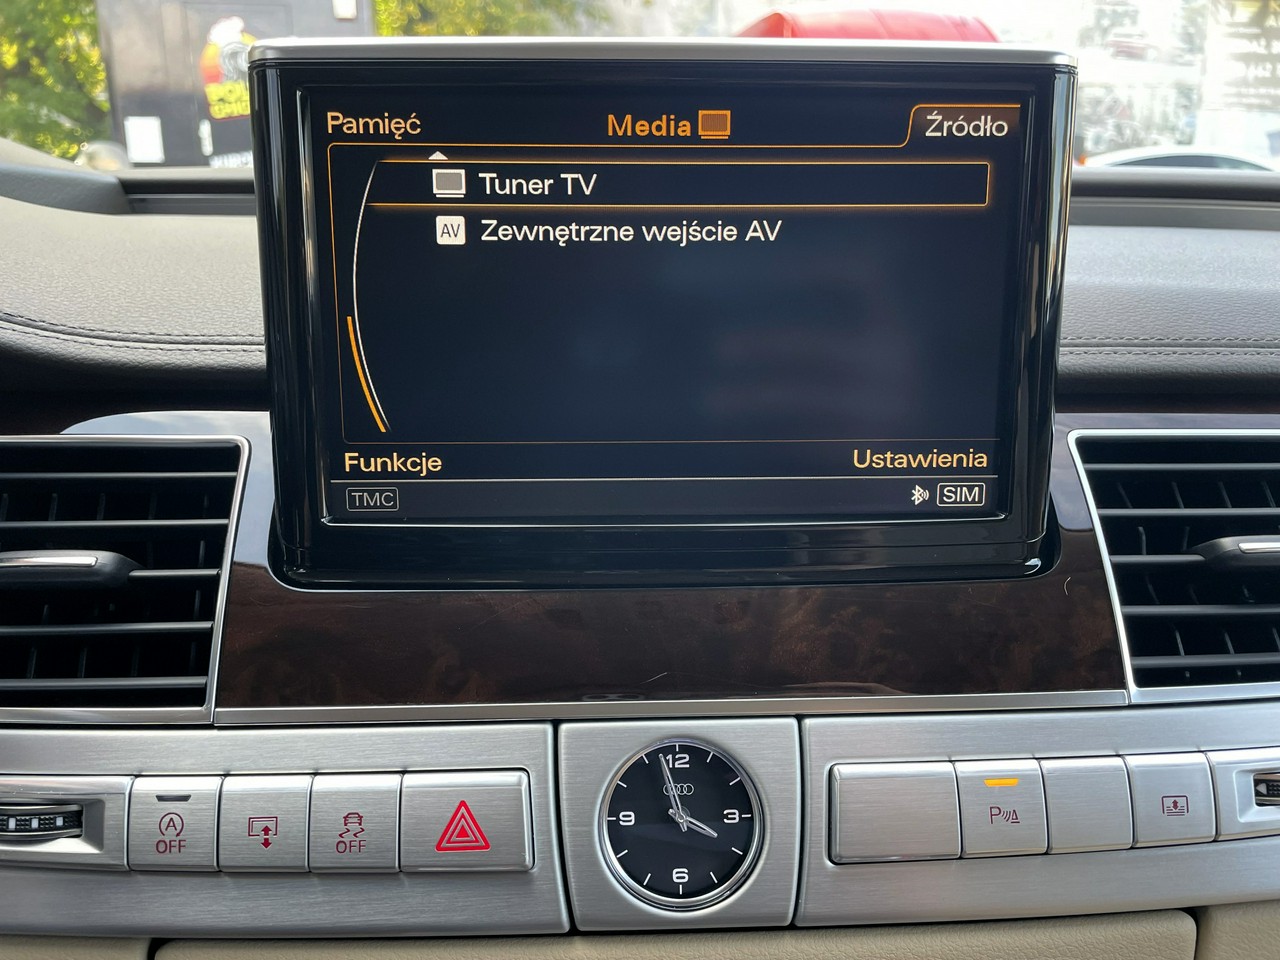 Pamięć
Media
Źródło
Tuner TV
AV Zewnętrzne wejście AV
Funkcje
Ustawienia
TMC
SIM
A
OFF
OFF
12
9
3
6
P